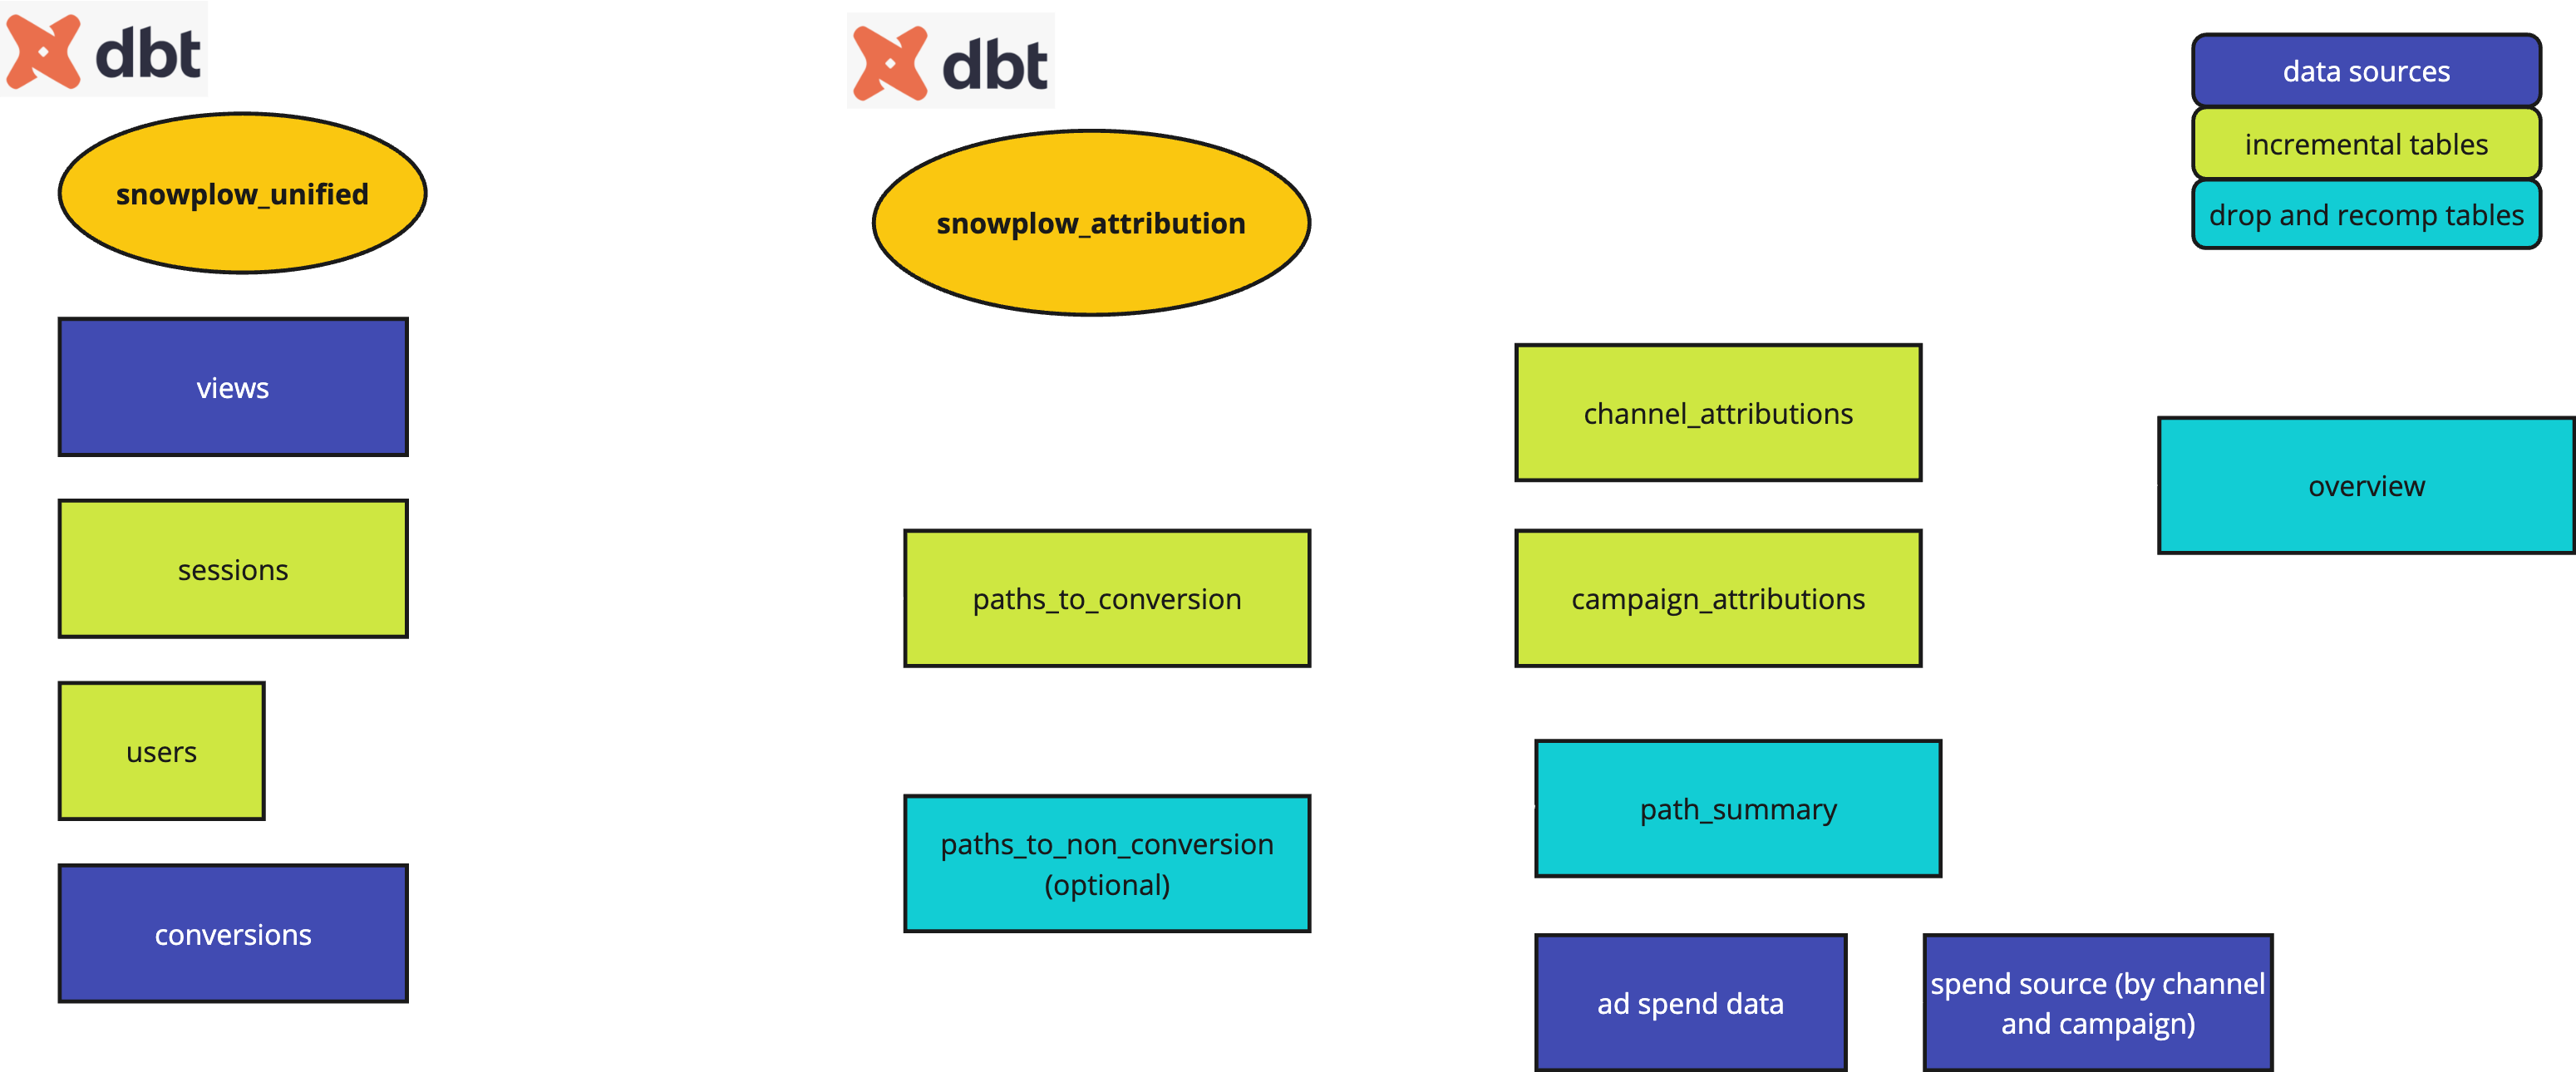 dbt
snowplow_unified
views
sessions
users
conversions
dbt
snowplow_attribution
paths_to_conversion
paths_to_non_conversion
(optional)
channel_attributions
campaign_attributions
path_summary
ad spend data
spend source (by channel
and campaign)
data sources
incremental tables
drop and recomp tables
overview